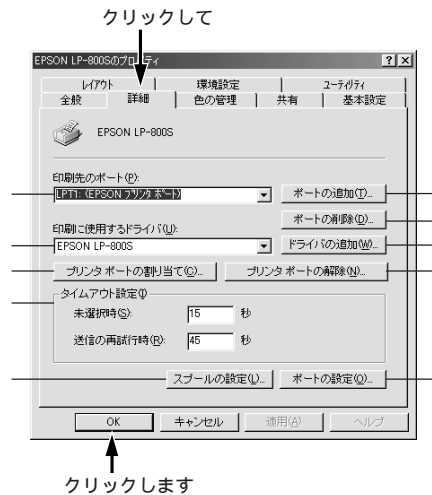 クリックして
EPSON LP-800Sのプロパティ
レイアウト 環境設定 ユーティリティ
全般 詳細 色の管理 共有 基本設定
EPSON LP-800S
印刷先のポート(P):
LPT1: (EPSON プリンタ ポート) ポートの追加(T)...
ポートの削除(D)...
印刷に使用するドライバ(U):
EPSON LP-800S ドライバの追加(W)...
プリンタ ポートの割り当て(C)... プリンタ ポートの解除(N)...
タイムアウト設定(I)
未選択時(S): 15 秒
送信の再試行時(R): 45 秒
スプールの設定(L)... ポートの設定(O)...
OK キャンセル 適用(A) ヘルプ
クリックします